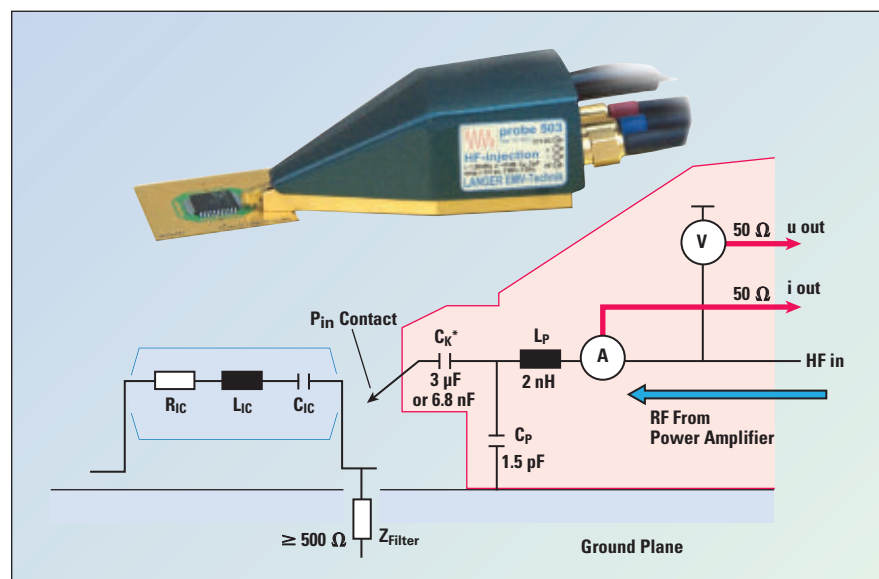 probe 503
HF-injection
LANGER EMV-Technik
50 Ω u out
V
50 Ω i out
Pin Contact
CK*
LP
A
HF in
3 µF
or 6.8 nF
2 nH
RIC
LIC
CIC
RF From
Power Amplifier
CP
1.5 pF
≥ 500 Ω
ZFilter
Ground Plane